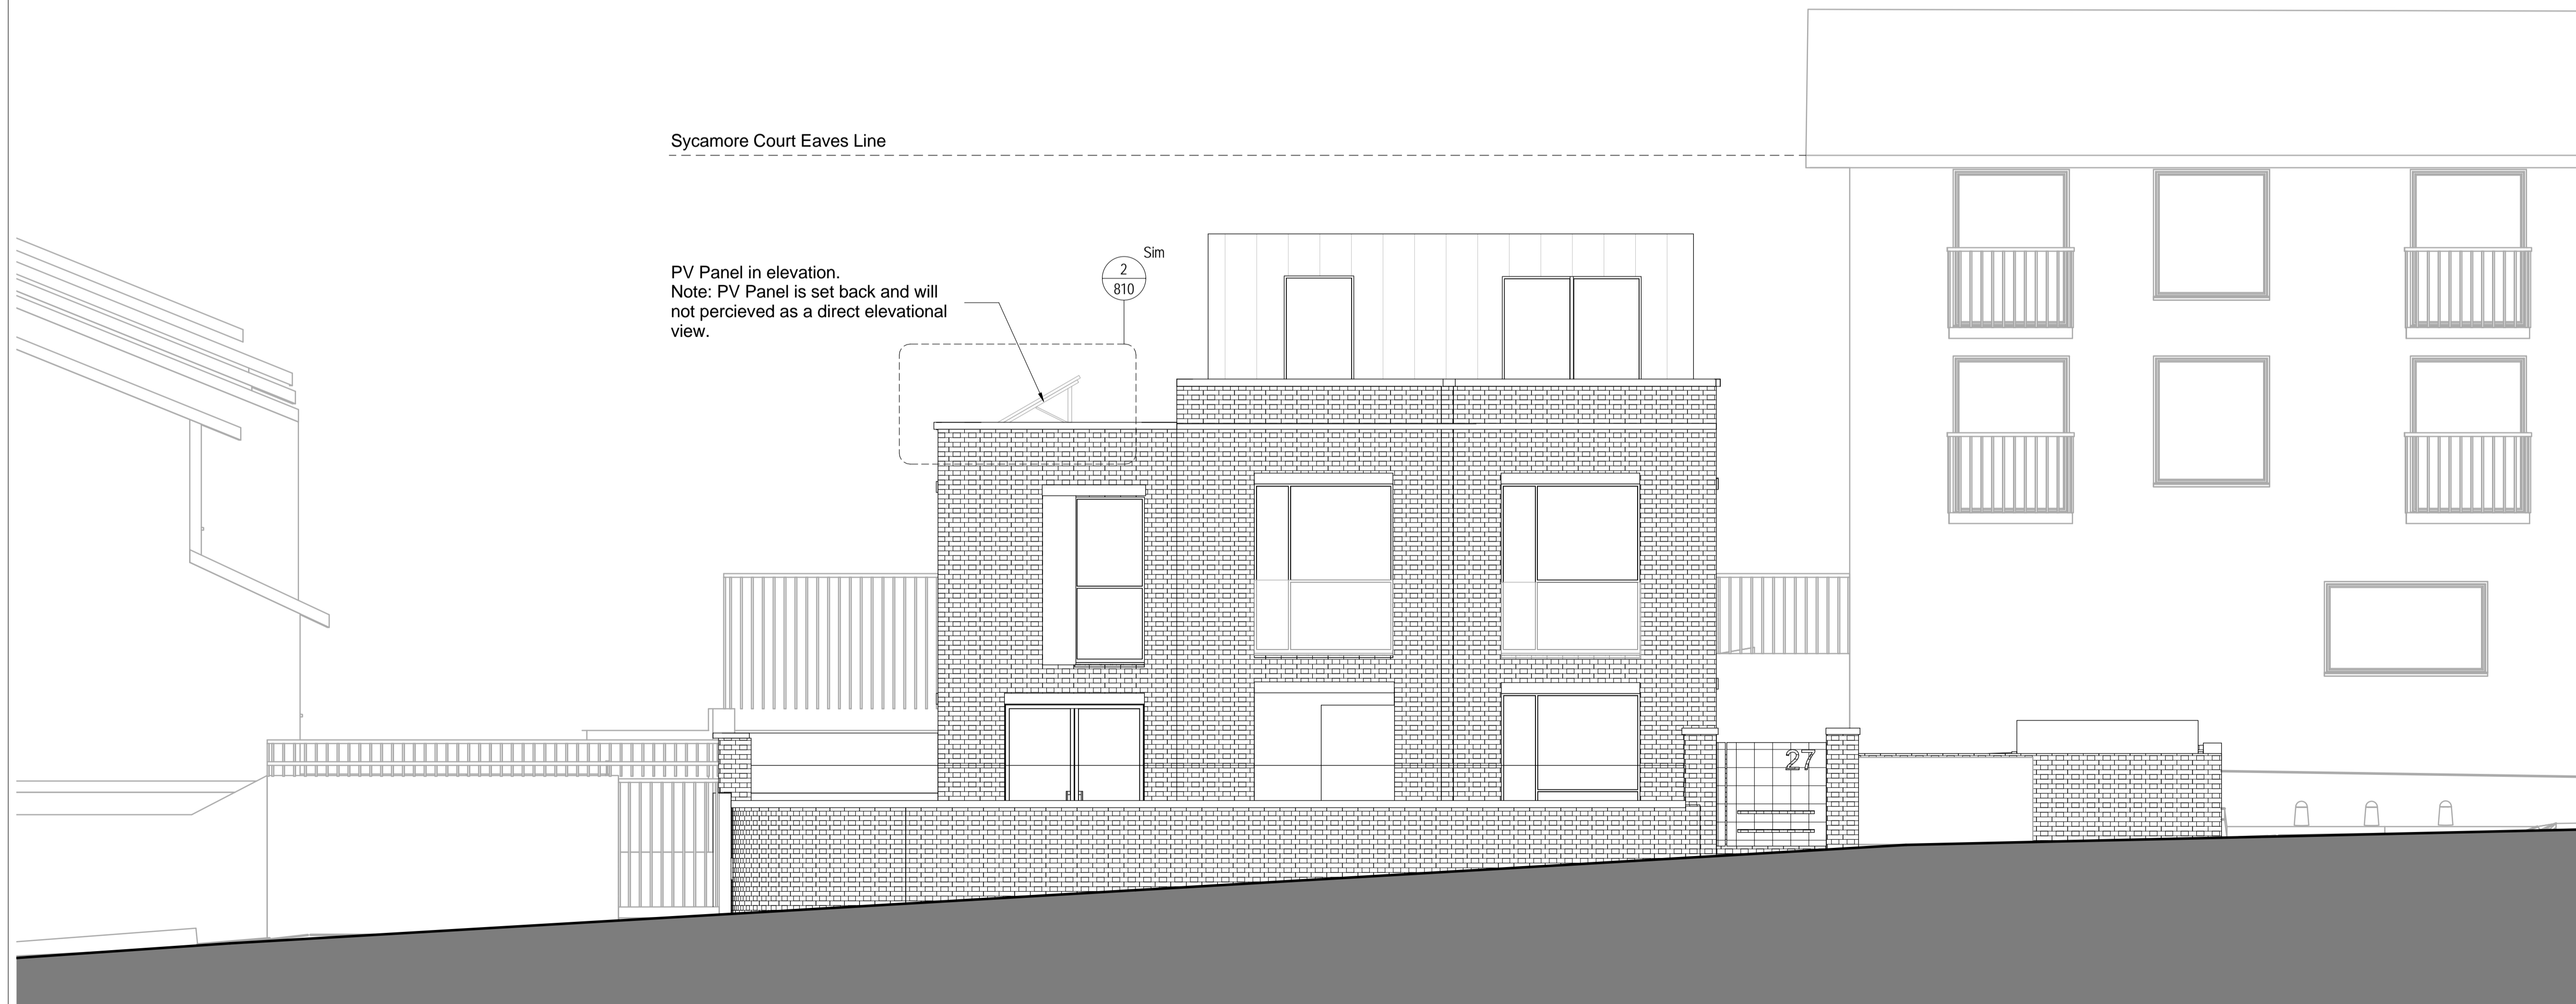 Sycamore Court Eaves Line
Sim
2
810
PV Panel in elevation.
Note: PV Panel is set back and will
not percieved as a direct elevational
view.
27